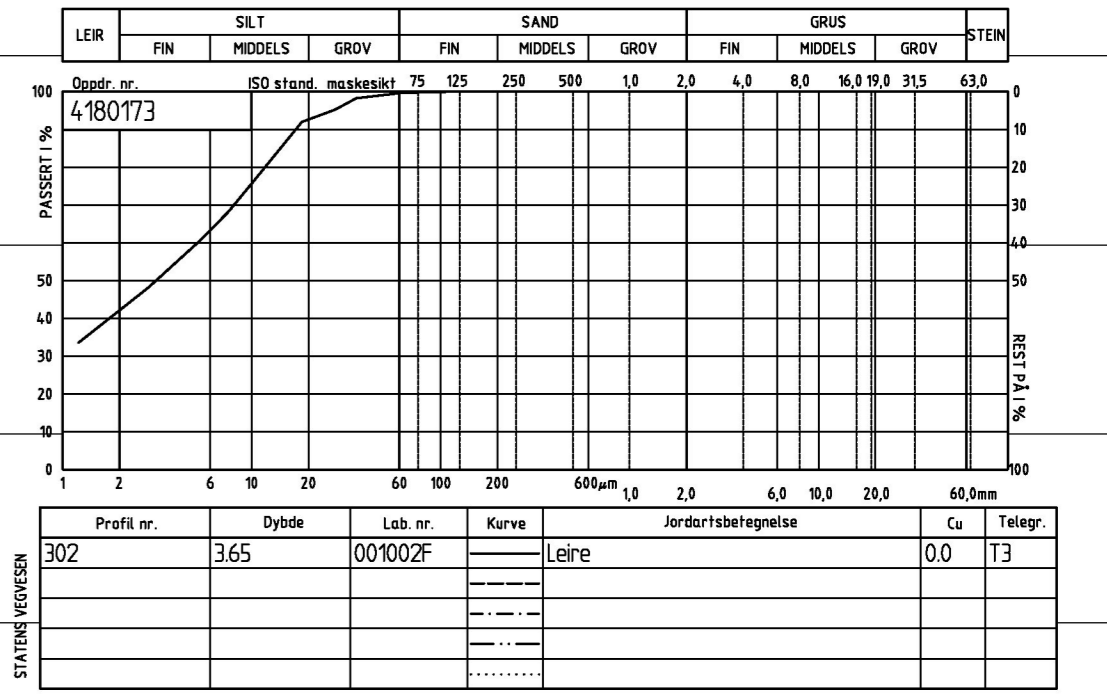 LEIR SILT SAND GRUS STEIN
FIN MIDDELS GROV FIN MIDDELS GROV FIN MIDDELS GROV
Oppdr. nr. ISO stand. maskesikt 75 125 250 500 1,0 2,0 4,0 8,0 16,0 19,0 31,5 63,0
4180173
PASSERT I %
100
50
40
30
20
10
0
0
10
20
30
40
50
100
REST PÅ I %
1 2 6 10 20 60 100 200 600µm 1,0 2,0 6,0 10,0 20,0 60,0mm
STATENS VEGVESEN
Profil nr. Dybde Lab. nr. Kurve Jordartsbetegnelse Cu Telegr.
302 3.65 001002F Leire 0.0 T3